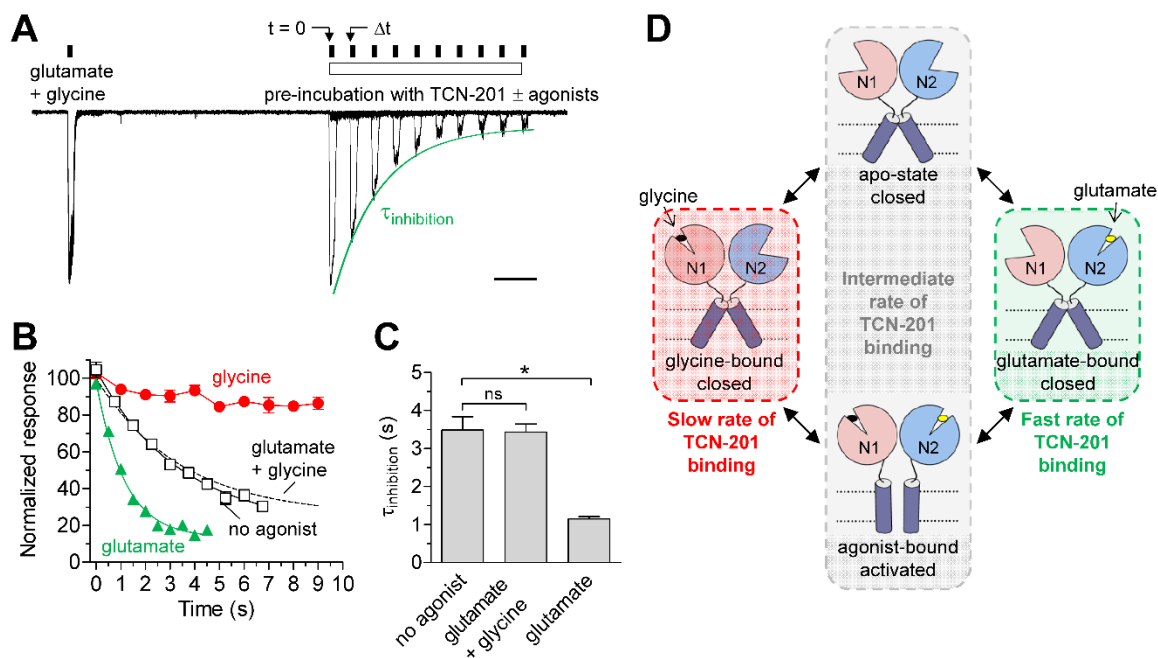 A
t = 0
Δt
glutamate
+ glycine
pre-incubation with TCN-201 ± agonists
τinhibition
B
Normalized response
100
80
60
40
20
0
glycine
glutamate
+ glycine
no agonist
glutamate
0 1 2 3 4 5 6 7 8 9 10
Time (s)
C
τinhibition (s)
5
4
3
2
1
0
*
ns
no agonist
glutamate
+ glycine
glutamate
D
N1 N2
apo-state
closed
glycine
glutamate
N1 N2
glycine-bound
closed
Slow rate of
TCN-201
binding
Intermediate
rate of
TCN-201
binding
N1 N2
glutamate-bound
closed
Fast rate of
TCN-201
binding
N1 N2
agonist-bound
activated